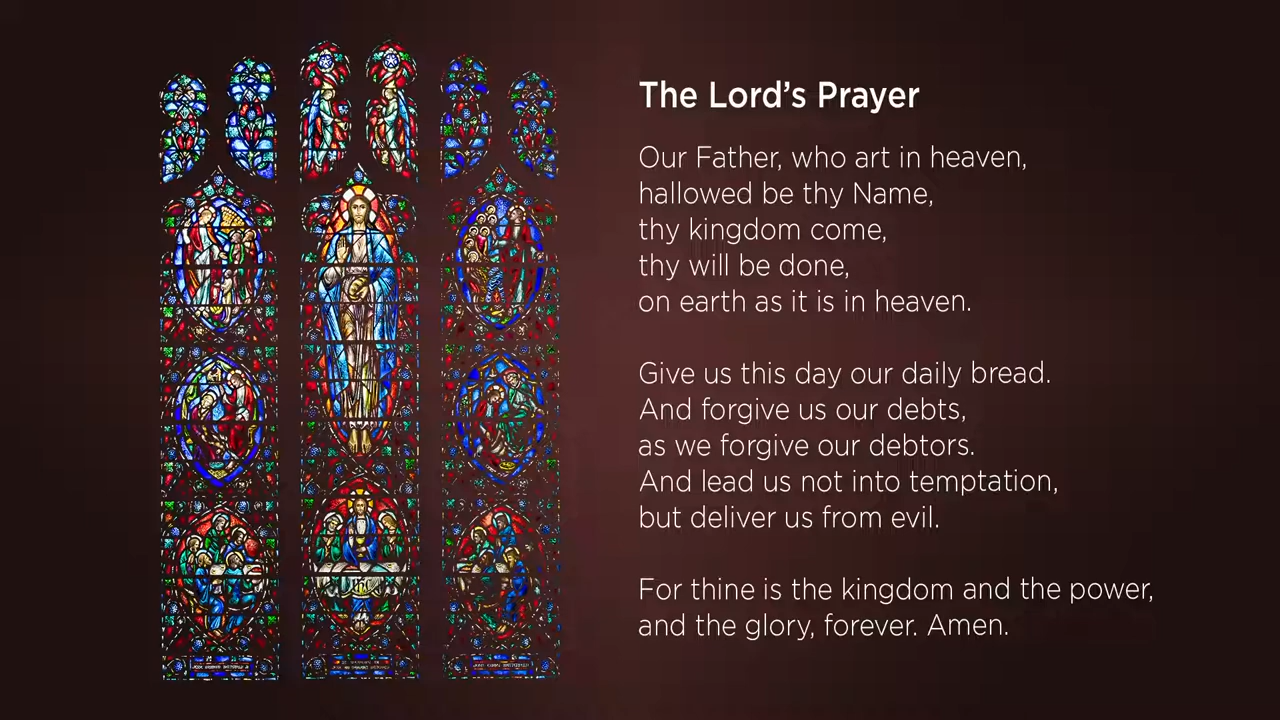 The Lord's Prayer
Our Father, who art in heaven,
hallowed be thy Name,
thy kingdom come,
thy will be done,
on earth as it is in heaven.
Give us this day our daily bread.
And forgive us our debts,
as we forgive our debtors.
And lead us not into temptation,
but deliver us from evil.
For thine is the kingdom and the power,
and the glory, forever. Amen.